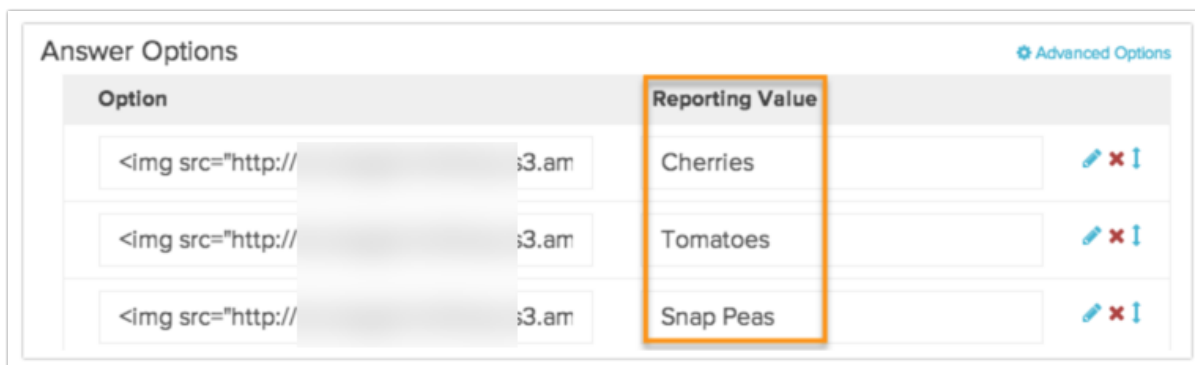 Answer Options
Advanced Options
Option Reporting Value
<img src="http:// s3.am Cherries
<img src="http:// s3.am Tomatoes
<img src="http:// s3.am Snap Peas